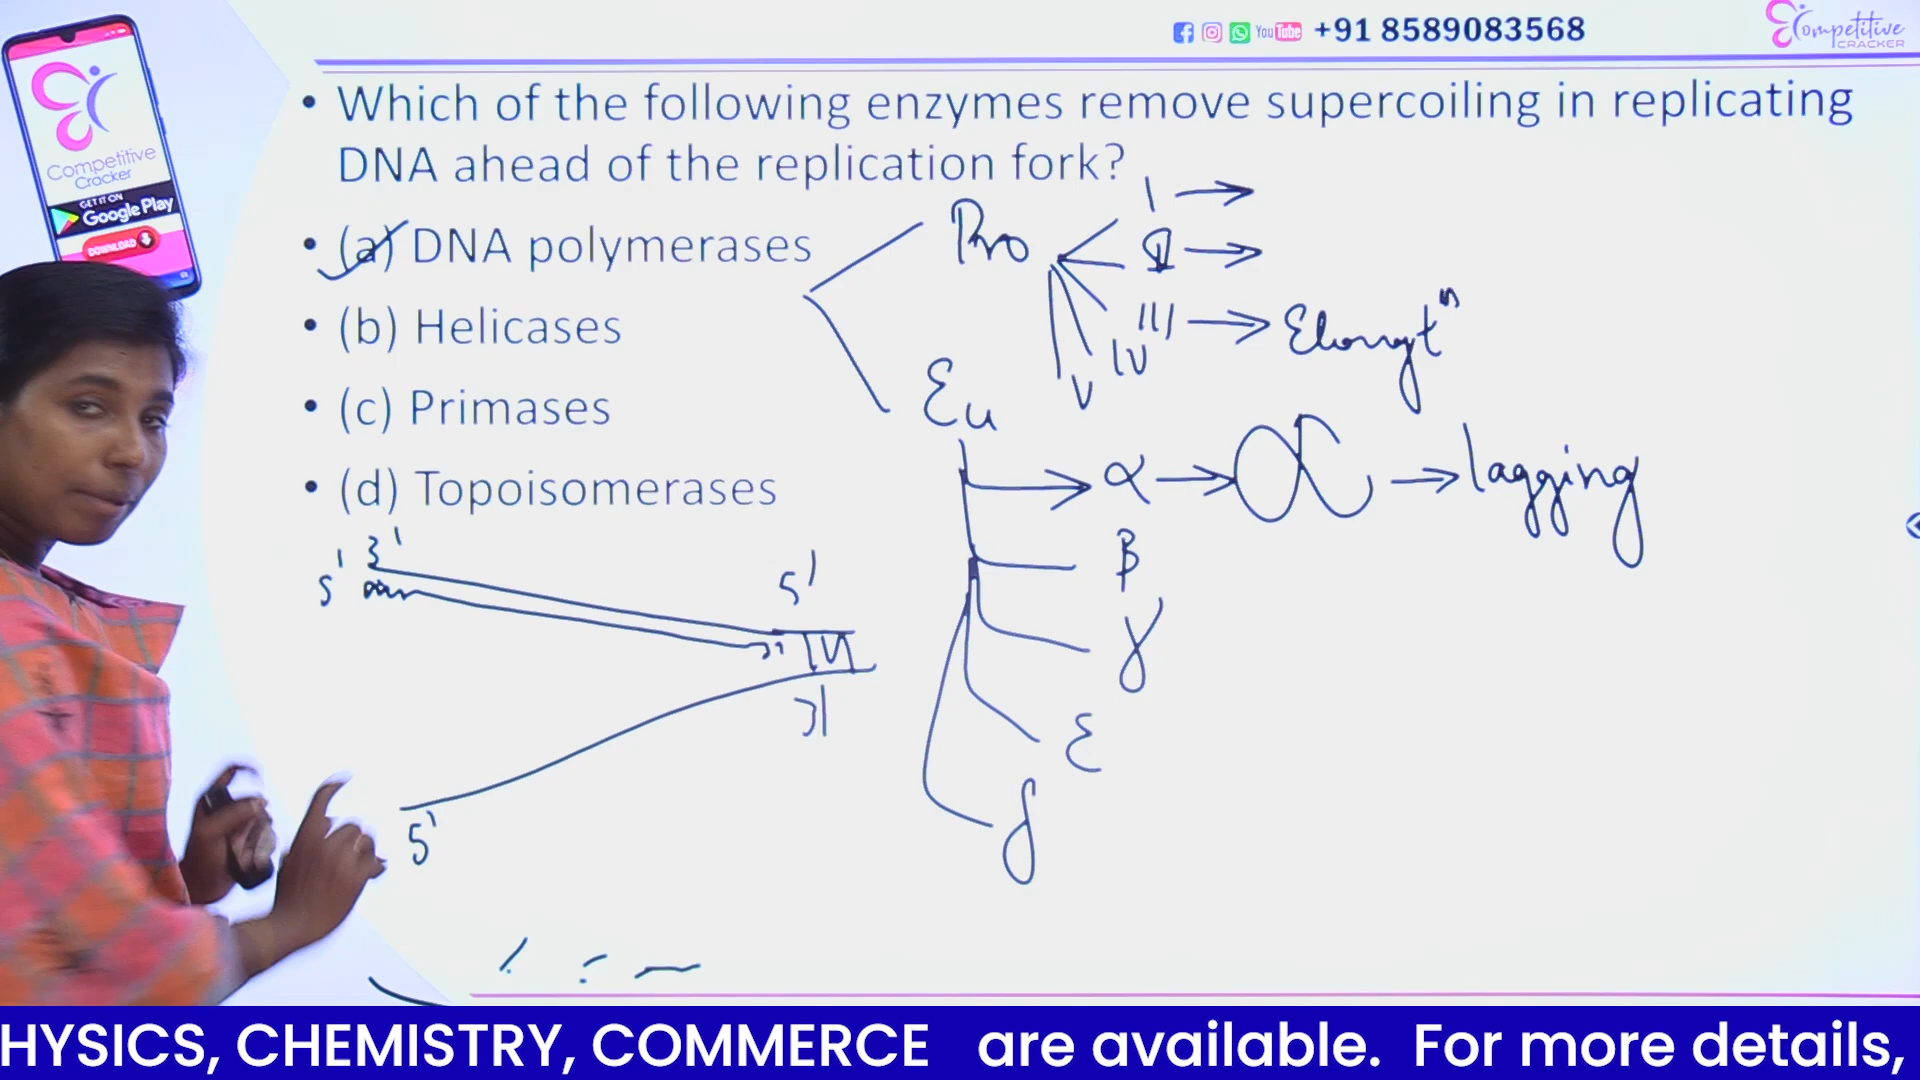 YouTube +91 8589083568
Competitive
CRACKER
Competitive
Cracker
GET IT ON
Google Play
DOWNLOAD
• Which of the following enzymes remove supercoiling in replicating
DNA ahead of the replication fork?
• (a) DNA polymerases
• (b) Helicases
• (c) Primases
• (d) Topoisomerases
Pro
I →
II →
III → Elongtⁿ
IV
V
Eu
α → α → lagging
β
γ
ε
δ
5' 3'
5'
3'
5'
HYSICS, CHEMISTRY, COMMERCE are available. For more details,